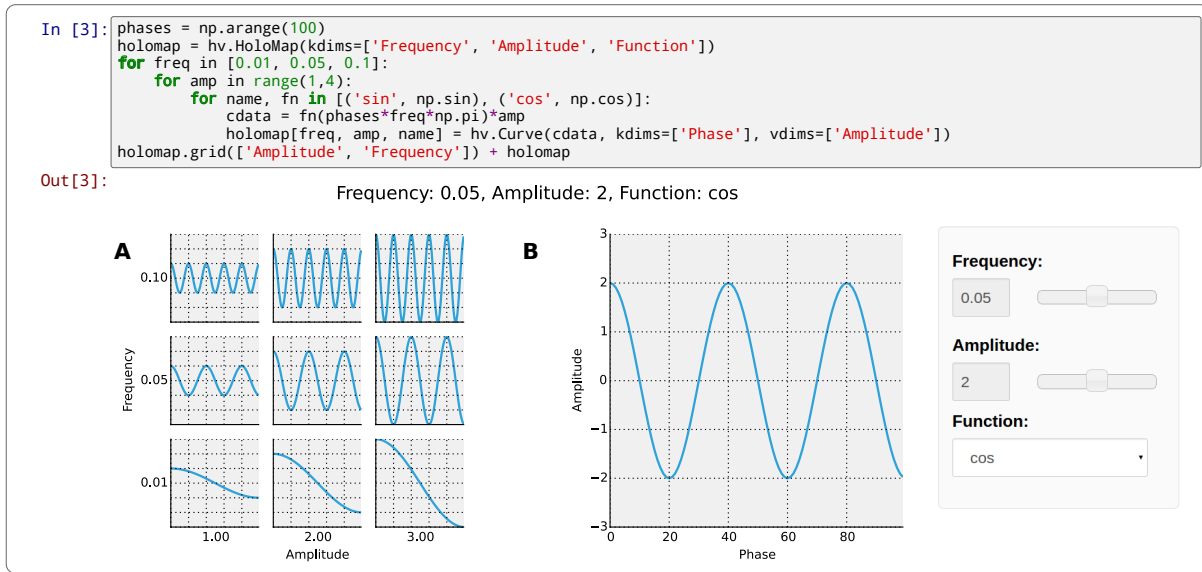 In [3]:
phases = np.arange(100)
holomap = hv.HoloMap(kdims=['Frequency', 'Amplitude', 'Function'])
for freq in [0.01, 0.05, 0.1]:
    for amp in range(1,4):
        for name, fn in [('sin', np.sin), ('cos', np.cos)]:
            cdata = fn(phases*freq*np.pi)*amp
            holomap[freq, amp, name] = hv.Curve(cdata, kdims=['Phase'], vdims=['Amplitude'])
holomap.grid(['Amplitude', 'Frequency']) + holomap
Out[3]:
Frequency: 0.05, Amplitude: 2, Function: cos
A
Frequency
0.10
0.05
0.01
1.00 2.00 3.00
Amplitude
B
Amplitude
3
2
1
0
−1
−2
−3
0 20 40 60 80
Phase
Frequency:
0.05
Amplitude:
2
Function:
cos